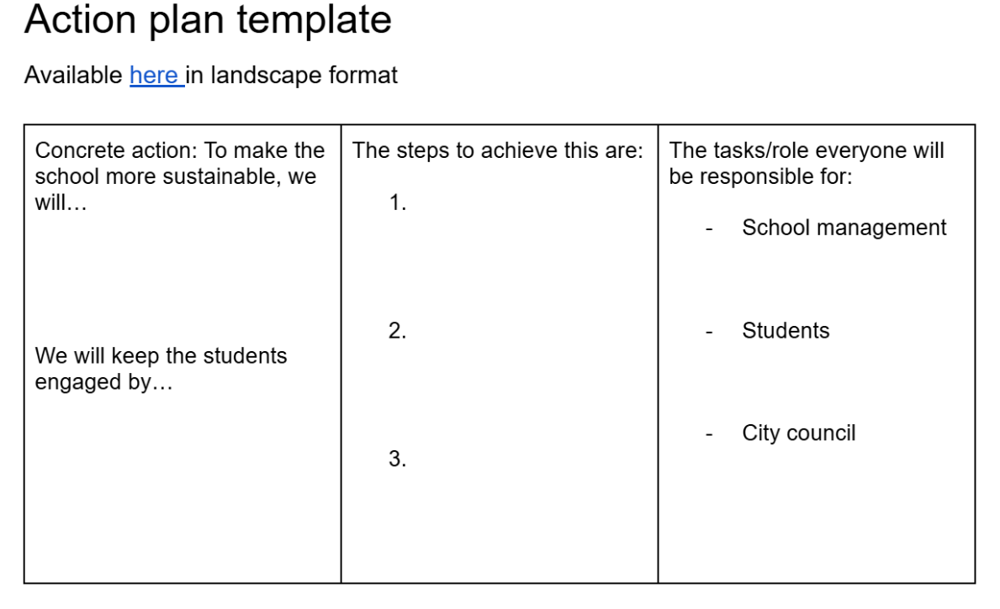 Action plan template
Available here in landscape format
Concrete action: To make the
school more sustainable, we
will…
We will keep the students
engaged by…
The steps to achieve this are:
1.
2.
3.
The tasks/role everyone will
be responsible for:
- School management
- Students
- City council